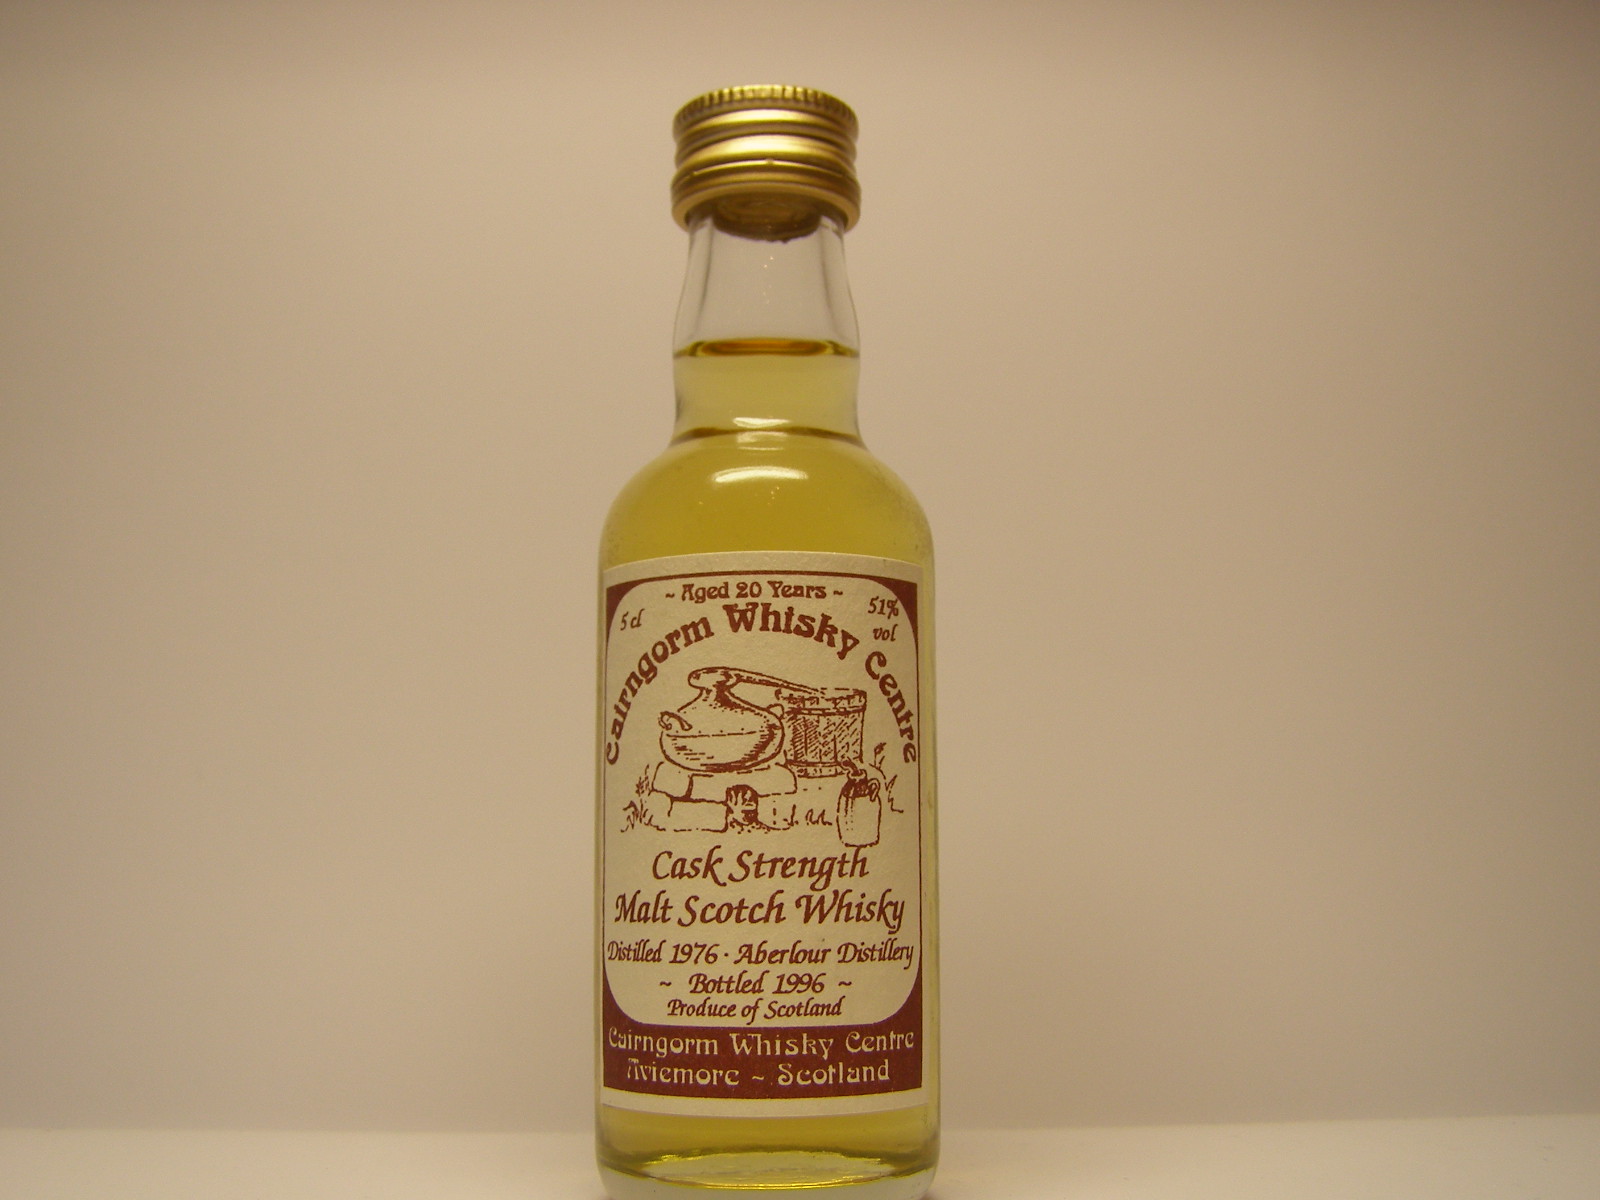 ~ Aged 20 Years ~
5 cl
51% vol
Cairngorm Whisky Centre
Cask Strength
Malt Scotch Whisky
Distilled 1976 · Aberlour Distillery
~ Bottled 1996 ~
Produce of Scotland
Cairngorm Whisky Centre
Aviemore ~ Scotland